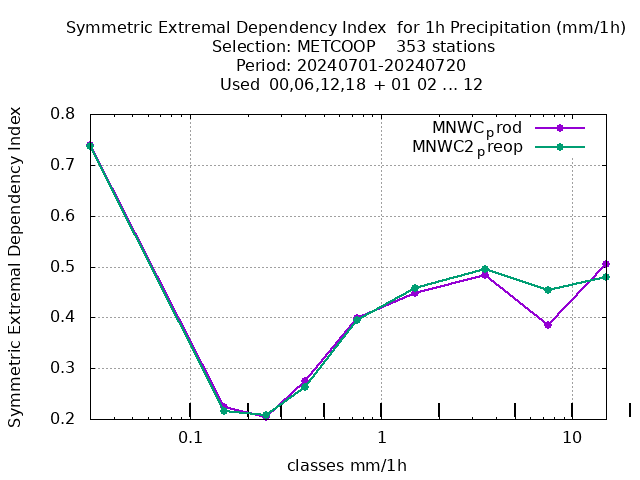 Symmetric Extremal Dependency Index for 1h Precipitation (mm/1h)
Selection: METCOOP 353 stations
Period: 20240701-20240720
Used 00,06,12,18 + 01 02 ... 12
Symmetric Extremal Dependency Index
0.8
0.7
0.6
0.5
0.4
0.3
0.2
MNWCprod
MNWC2preop
0.1 1 10
classes mm/1h